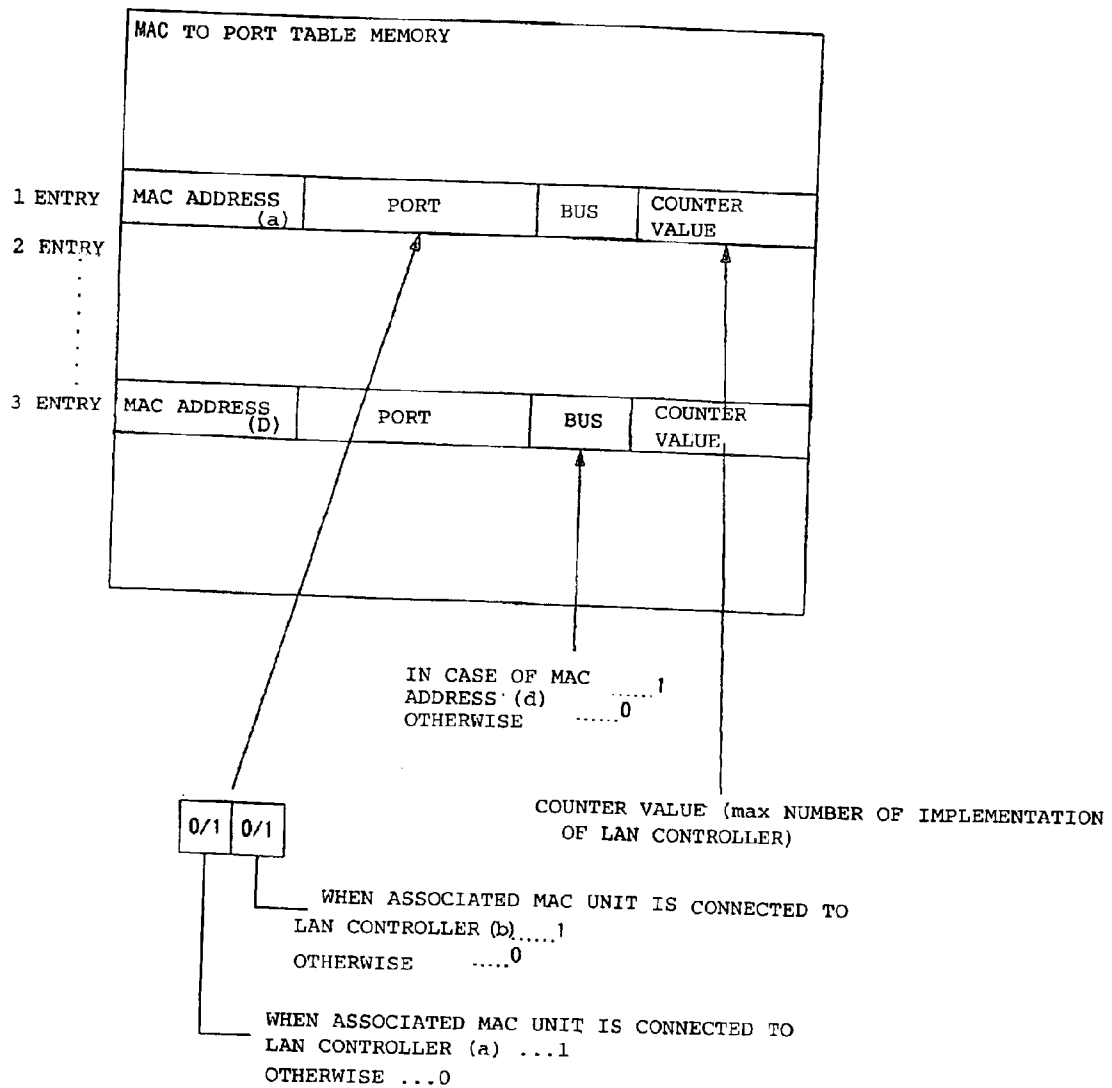 MAC TO PORT TABLE MEMORY
1 ENTRY
MAC ADDRESS
(a)
PORT
BUS
COUNTER
VALUE
2 ENTRY
3 ENTRY
MAC ADDRESS
(D)
PORT
BUS
COUNTER
VALUE
IN CASE OF MAC
ADDRESS (d) ......1
OTHERWISE ......0
COUNTER VALUE (max NUMBER OF IMPLEMENTATION
OF LAN CONTROLLER)
0/1 0/1
WHEN ASSOCIATED MAC UNIT IS CONNECTED TO
LAN CONTROLLER (b)......1
OTHERWISE .....0
WHEN ASSOCIATED MAC UNIT IS CONNECTED TO
LAN CONTROLLER (a) ...1
OTHERWISE ...0